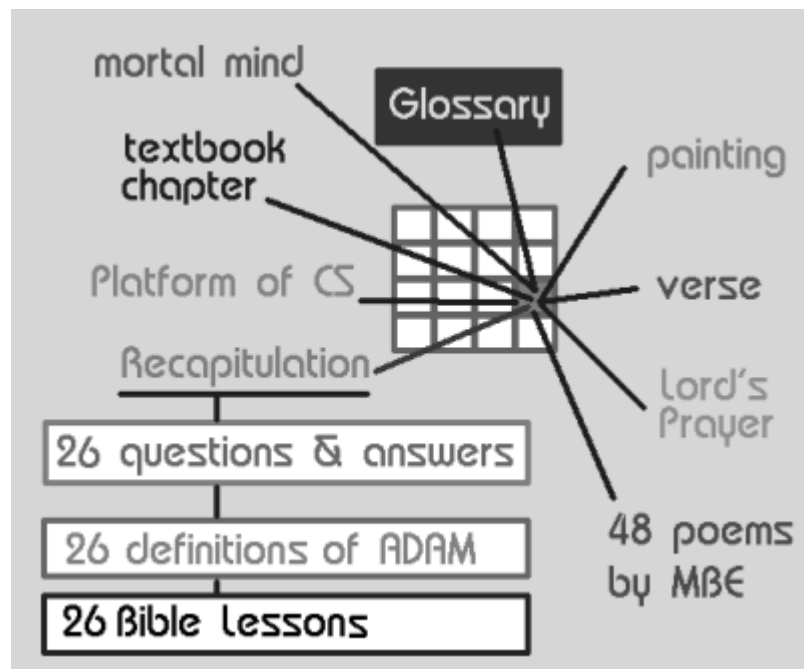 mortal mind
Glossary
textbook
chapter
painting
Platform of CS
verse
Recapitulation
Lord's
Prayer
26 questions & answers
26 definitions of ADAM
48 poems
by MBE
26 Bible Lessons